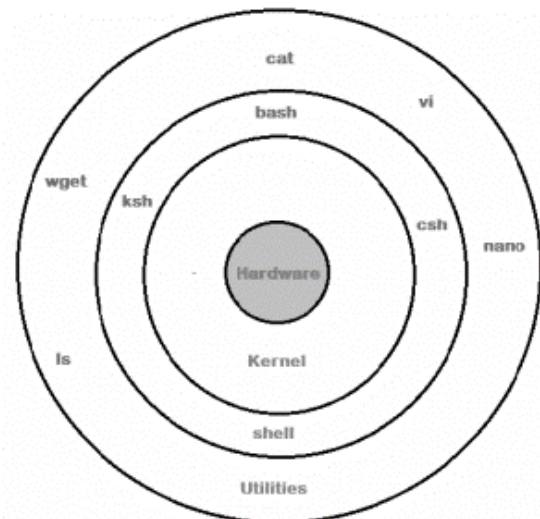 cat
vi
bash
wget
ksh
csh
nano
Hardware
ls
Kernel
shell
Utilities